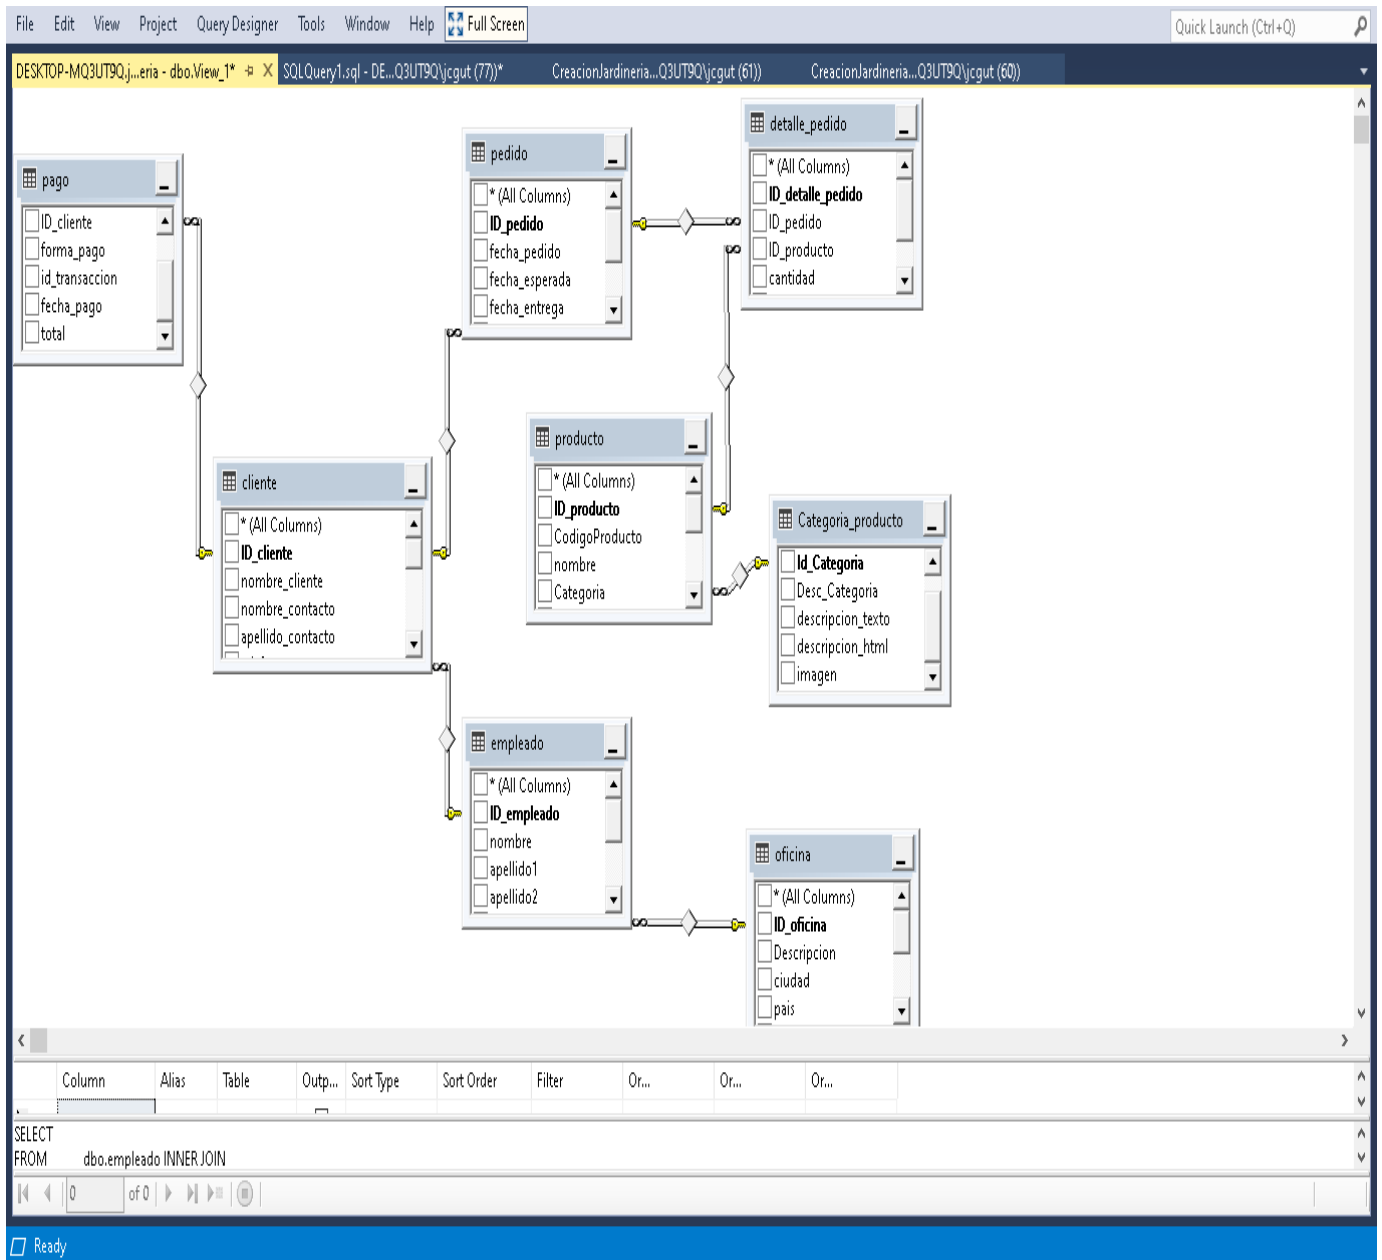 File Edit View Project Query Designer Tools Window Help Full Screen
Quick Launch (Ctrl+Q)
DESKTOP-MQ3UT9Q.j...eria - dbo.View_1* SQLQuery1.sql - DE...Q3UT9Q\jcgut (77))* CreacionJardineria...Q3UT9Q\jcgut (61)) CreacionJardineria...Q3UT9Q\jcgut (60))
pago
ID_cliente
forma_pago
id_transaccion
fecha_pago
total
pedido
* (All Columns)
ID_pedido
fecha_pedido
fecha_esperada
fecha_entrega
detalle_pedido
* (All Columns)
ID_detalle_pedido
ID_pedido
ID_producto
cantidad
cliente
* (All Columns)
ID_cliente
nombre_cliente
nombre_contacto
apellido_contacto
producto
* (All Columns)
ID_producto
CodigoProducto
nombre
Categoria
Categoria_producto
Id_Categoria
Desc_Categoria
descripcion_texto
descripcion_html
imagen
empleado
* (All Columns)
ID_empleado
nombre
apellido1
apellido2
oficina
* (All Columns)
ID_oficina
Descripcion
ciudad
pais
Column Alias Table Outp... Sort Type Sort Order Filter Or... Or... Or...
SELECT
FROM dbo.empleado INNER JOIN
0 of 0
Ready